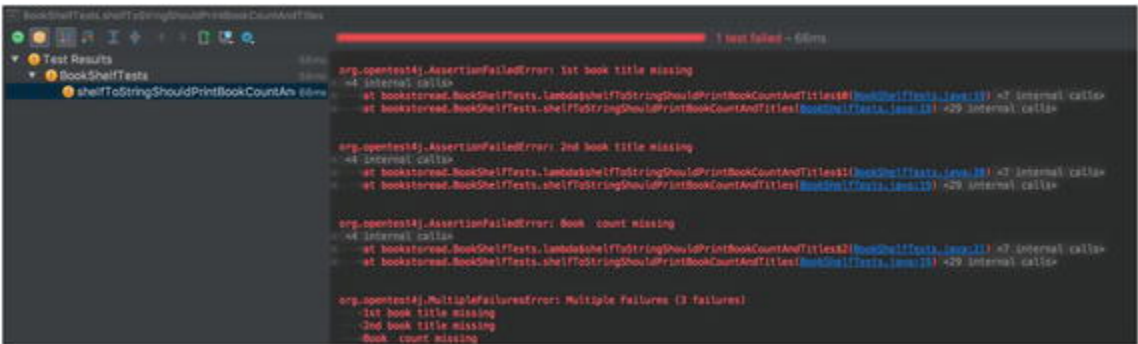 BookShelfTests.shelfToStringShouldPrintBookCountAndTitles
1 test failed – 66ms
Test Results 66ms
BookShelfTests 66ms
shelfToStringShouldPrintBookCountAn 66ms
org.opentest4j.AssertionFailedError: 1st book title missing
<4 internal calls>
at bookstoread.BookShelfTests.lambda$shelfToStringShouldPrintBookCountAndTitles$0(BookShelfTests.java:19) <7 internal calls>
at bookstoread.BookShelfTests.shelfToStringShouldPrintBookCountAndTitles(BookShelfTests.java:15) <29 internal calls>
org.opentest4j.AssertionFailedError: 2nd book title missing
<4 internal calls>
at bookstoread.BookShelfTests.lambda$shelfToStringShouldPrintBookCountAndTitles$1(BookShelfTests.java:20) <7 internal calls>
at bookstoread.BookShelfTests.shelfToStringShouldPrintBookCountAndTitles(BookShelfTests.java:15) <29 internal calls>
org.opentest4j.AssertionFailedError: Book  count missing
<4 internal calls>
at bookstoread.BookShelfTests.lambda$shelfToStringShouldPrintBookCountAndTitles$2(BookShelfTests.java:21) <7 internal calls>
at bookstoread.BookShelfTests.shelfToStringShouldPrintBookCountAndTitles(BookShelfTests.java:15) <29 internal calls>
org.opentest4j.MultipleFailuresError: Multiple Failures (3 failures)
1st book title missing
2nd book title missing
Book  count missing